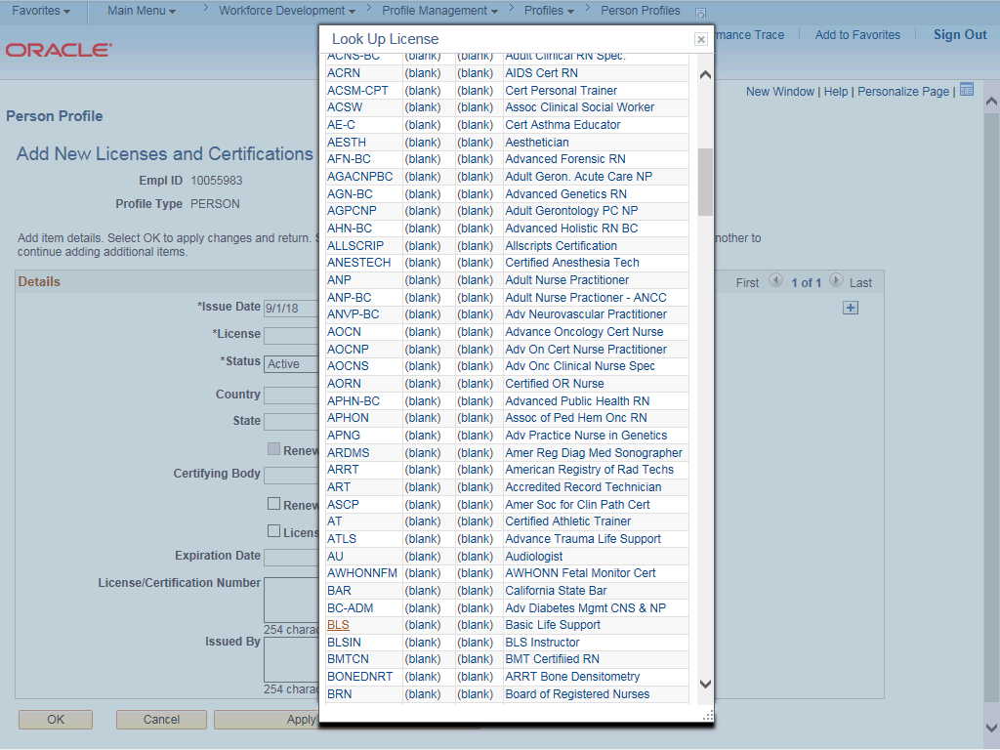 Favorites Main Menu Workforce Development Profile Management Profiles Person Profiles
ORACLE
mance Trace Add to Favorites Sign Out
New Window | Help | Personalize Page |
Person Profile
Add New Licenses and Certifications
Empl ID 10055983
Profile Type PERSON
Add item details. Select OK to apply changes and return.
nother to
continue adding additional items.
Details
First 1 of 1 Last
*Issue Date 9/1/18
*License
*Status Active
Country
State
Renew
Certifying Body
Renew
Licens
Expiration Date
License/Certification Number
254 charac
Issued By
254 charac
OK Cancel Apply
Look Up License
ACNS-BC (blank) (blank) Adult Clinical RN Spec.
ACRN (blank) (blank) AIDS Cert RN
ACSM-CPT (blank) (blank) Cert Personal Trainer
ACSW (blank) (blank) Assoc Clinical Social Worker
AE-C (blank) (blank) Cert Asthma Educator
AESTH (blank) (blank) Aesthetician
AFN-BC (blank) (blank) Advanced Forensic RN
AGACNPBC (blank) (blank) Adult Geron. Acute Care NP
AGN-BC (blank) (blank) Advanced Genetics RN
AGPCNP (blank) (blank) Adult Gerontology PC NP
AHN-BC (blank) (blank) Advanced Holistic RN BC
ALLSCRIP (blank) (blank) Allscripts Certification
ANESTECH (blank) (blank) Certified Anesthesia Tech
ANP (blank) (blank) Adult Nurse Practitioner
ANP-BC (blank) (blank) Adult Nurse Practioner - ANCC
ANVP-BC (blank) (blank) Adv Neurovascular Practitioner
AOCN (blank) (blank) Advance Oncology Cert Nurse
AOCNP (blank) (blank) Adv On Cert Nurse Practitioner
AOCNS (blank) (blank) Adv Onc Clinical Nurse Spec
AORN (blank) (blank) Certified OR Nurse
APHN-BC (blank) (blank) Advanced Public Health RN
APHON (blank) (blank) Assoc of Ped Hem Onc RN
APNG (blank) (blank) Adv Practice Nurse in Genetics
ARDMS (blank) (blank) Amer Reg Diag Med Sonographer
ARRT (blank) (blank) American Registry of Rad Techs
ART (blank) (blank) Accredited Record Technician
ASCP (blank) (blank) Amer Soc for Clin Path Cert
AT (blank) (blank) Certified Athletic Trainer
ATLS (blank) (blank) Advance Trauma Life Support
AU (blank) (blank) Audiologist
AWHONNFM (blank) (blank) AWHONN Fetal Monitor Cert
BAR (blank) (blank) California State Bar
BC-ADM (blank) (blank) Adv Diabetes Mgmt CNS & NP
BLS (blank) (blank) Basic Life Support
BLSIN (blank) (blank) BLS Instructor
BMTCN (blank) (blank) BMT Certifiied RN
BONEDNRT (blank) (blank) ARRT Bone Densitometry
BRN (blank) (blank) Board of Registered Nurses